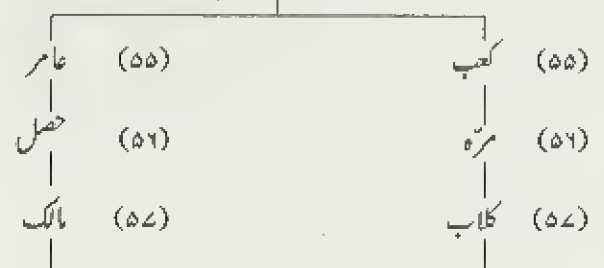 (۵۵) کعب (۵۵) عامر
(۵۶) مرّہ (۵۶) حصل
(۵۷) کلاب (۵۷) مالک